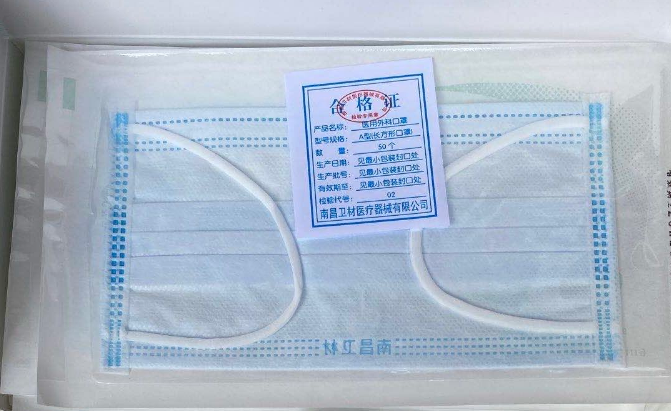 合格证
产品名称： 医用外科口罩
型号规格： A型(长方形口罩)
数 量： 50个
生产日期： 见最小包装封口处
生产批号： 见最小包装封口处
有效期至： 见最小包装封口处
检验代号： 02
南昌卫材医疗器械有限公司
南昌卫材